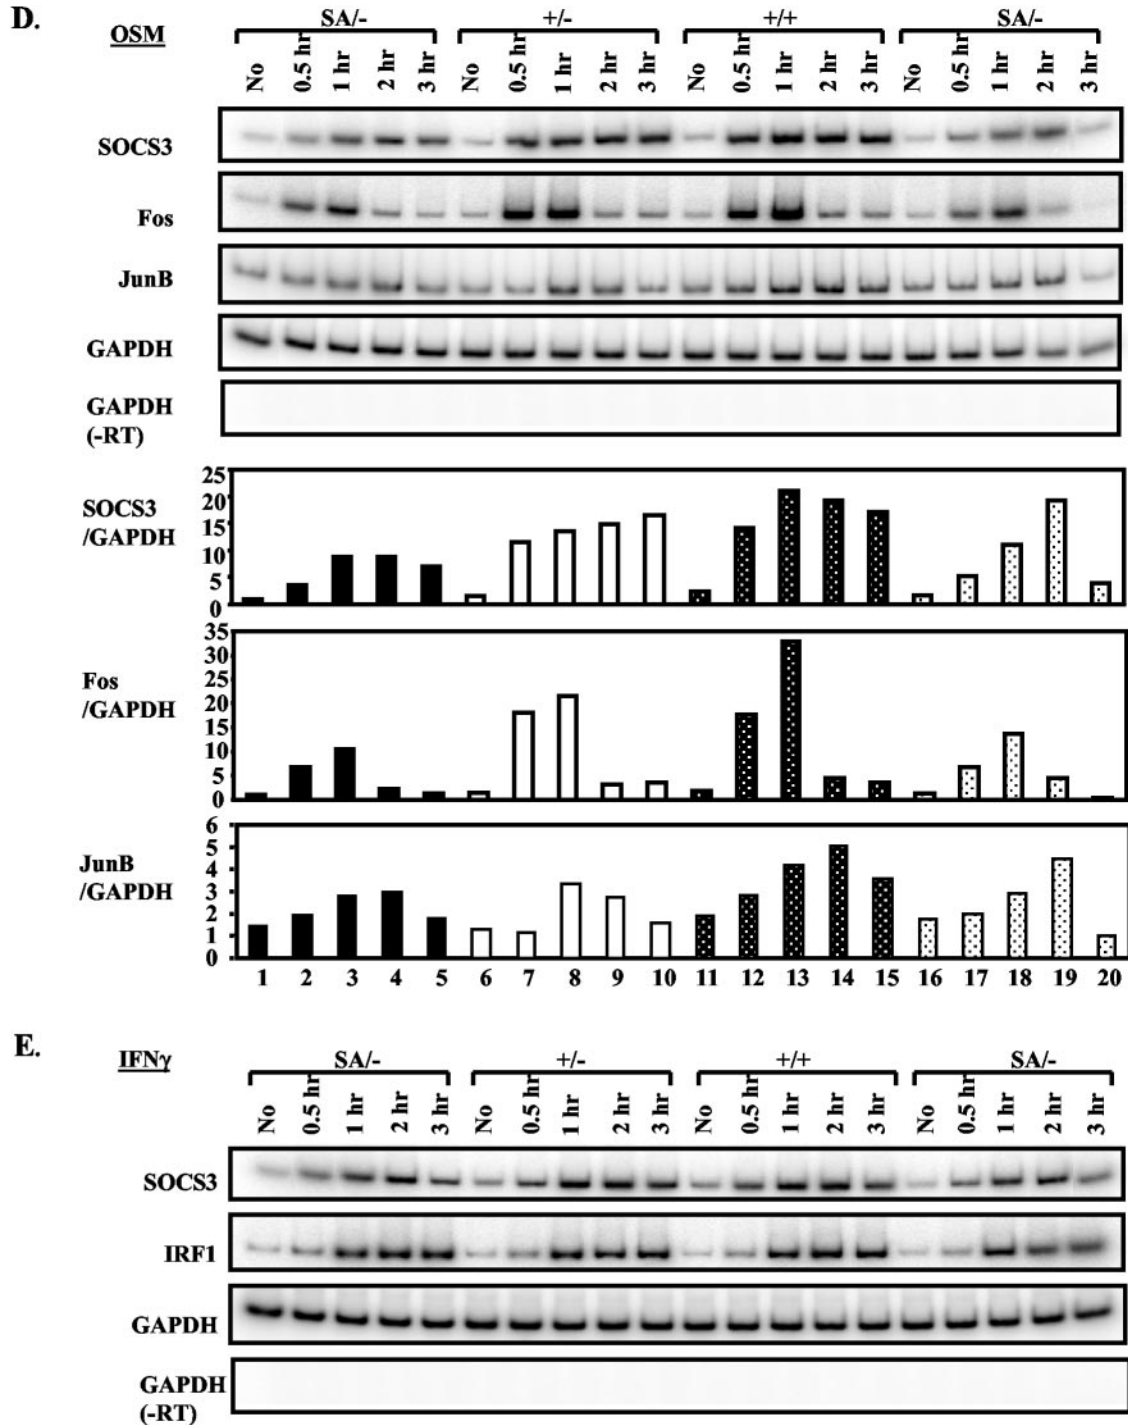 D.
OSM
SA/- +/- +/+ SA/-
No 0.5 hr 1 hr 2 hr 3 hr No 0.5 hr 1 hr 2 hr 3 hr No 0.5 hr 1 hr 2 hr 3 hr No 0.5 hr 1 hr 2 hr 3 hr
SOCS3
Fos
JunB
GAPDH
GAPDH
(-RT)
SOCS3
/GAPDH
25
20
15
10
5
0
Fos
/GAPDH
35
30
25
20
15
10
5
0
JunB
/GAPDH
6
5
4
3
2
1
0
1 2 3 4 5 6 7 8 9 10 11 12 13 14 15 16 17 18 19 20
E.
IFNγ
SA/- +/- +/+ SA/-
No 0.5 hr 1 hr 2 hr 3 hr No 0.5 hr 1 hr 2 hr 3 hr No 0.5 hr 1 hr 2 hr 3 hr No 0.5 hr 1 hr 2 hr 3 hr
SOCS3
IRF1
GAPDH
GAPDH
(-RT)